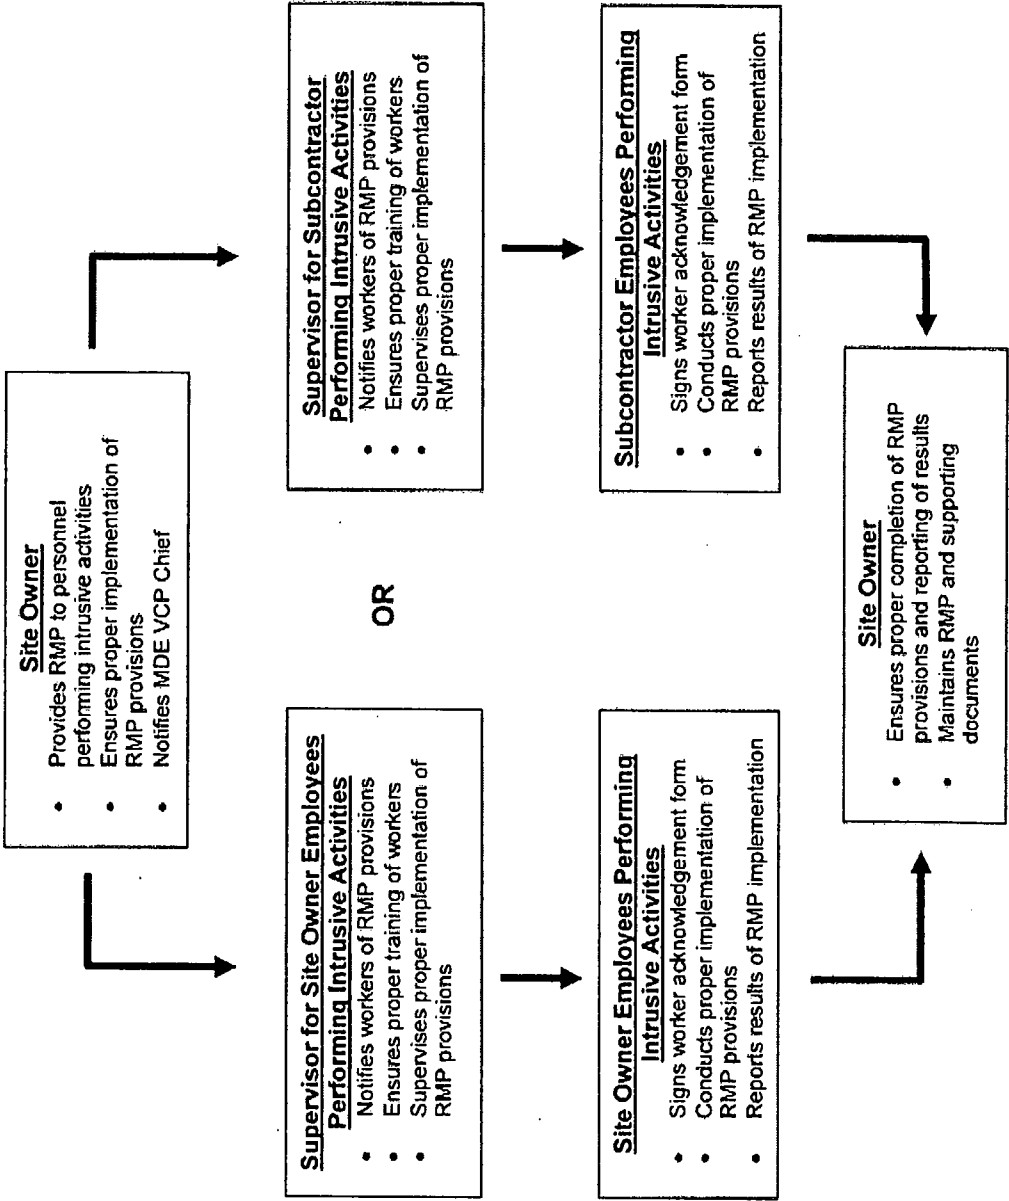 Site Owner
• Provides RMP to personnel
performing intrusive activities
• Ensures proper implementation of
RMP provisions
• Notifies MDE VCP Chief
Supervisor for Site Owner Employees
Performing Intrusive Activities
• Notifies workers of RMP provisions
• Ensures proper training of workers
• Supervises proper implementation of
RMP provisions
OR
Supervisor for Subcontractor
Performing Intrusive Activities
• Notifies workers of RMP provisions
• Ensures proper training of workers
• Supervises proper implementation of
RMP provisions
Site Owner Employees Performing
Intrusive Activities
• Signs worker acknowledgement form
• Conducts proper implementation of
RMP provisions
• Reports results of RMP implementation
Subcontractor Employees Performing
Intrusive Activities
• Signs worker acknowledgement form
• Conducts proper implementation of
RMP provisions
• Reports results of RMP implementation
Site Owner
• Ensures proper completion of RMP
provisions and reporting of results
• Maintains RMP and supporting
documents